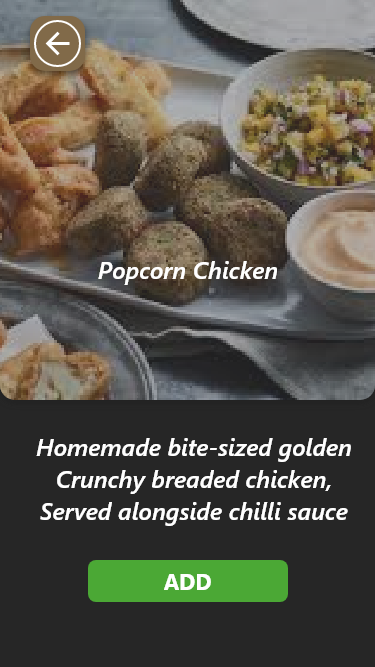 Popcorn Chicken
Homemade bite-sized golden
Crunchy breaded chicken,
Served alongside chilli sauce
ADD